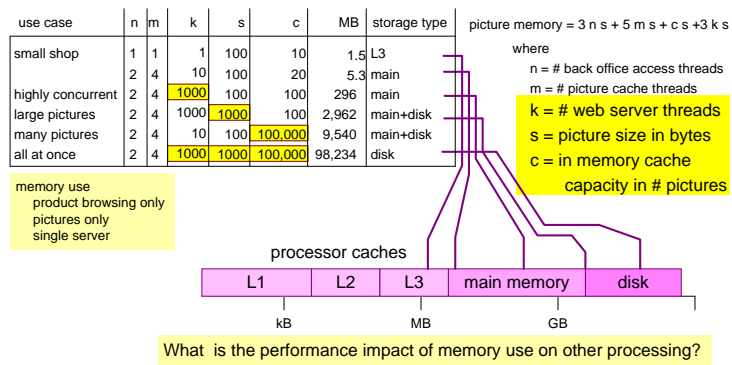 use case n m k s c MB storage type
small shop 1 1 1 100 10 1.5 L3
2 4 10 100 20 5.3 main
highly concurrent 2 4 1000 100 100 296 main
large pictures 2 4 1000 1000 100 2,962 main+disk
many pictures 2 4 10 100 100,000 9,540 main+disk
all at once 2 4 1000 1000 100,000 98,234 disk
picture memory = 3 n s + 5 m s + c s +3 k s
where
n = # back office access threads
m = # picture cache threads
k = # web server threads
s = picture size in bytes
c = in memory cache
capacity in # pictures
memory use
product browsing only
pictures only
single server
processor caches
L1 L2 L3 main memory disk
kB MB GB
What is the performance impact of memory use on other processing?